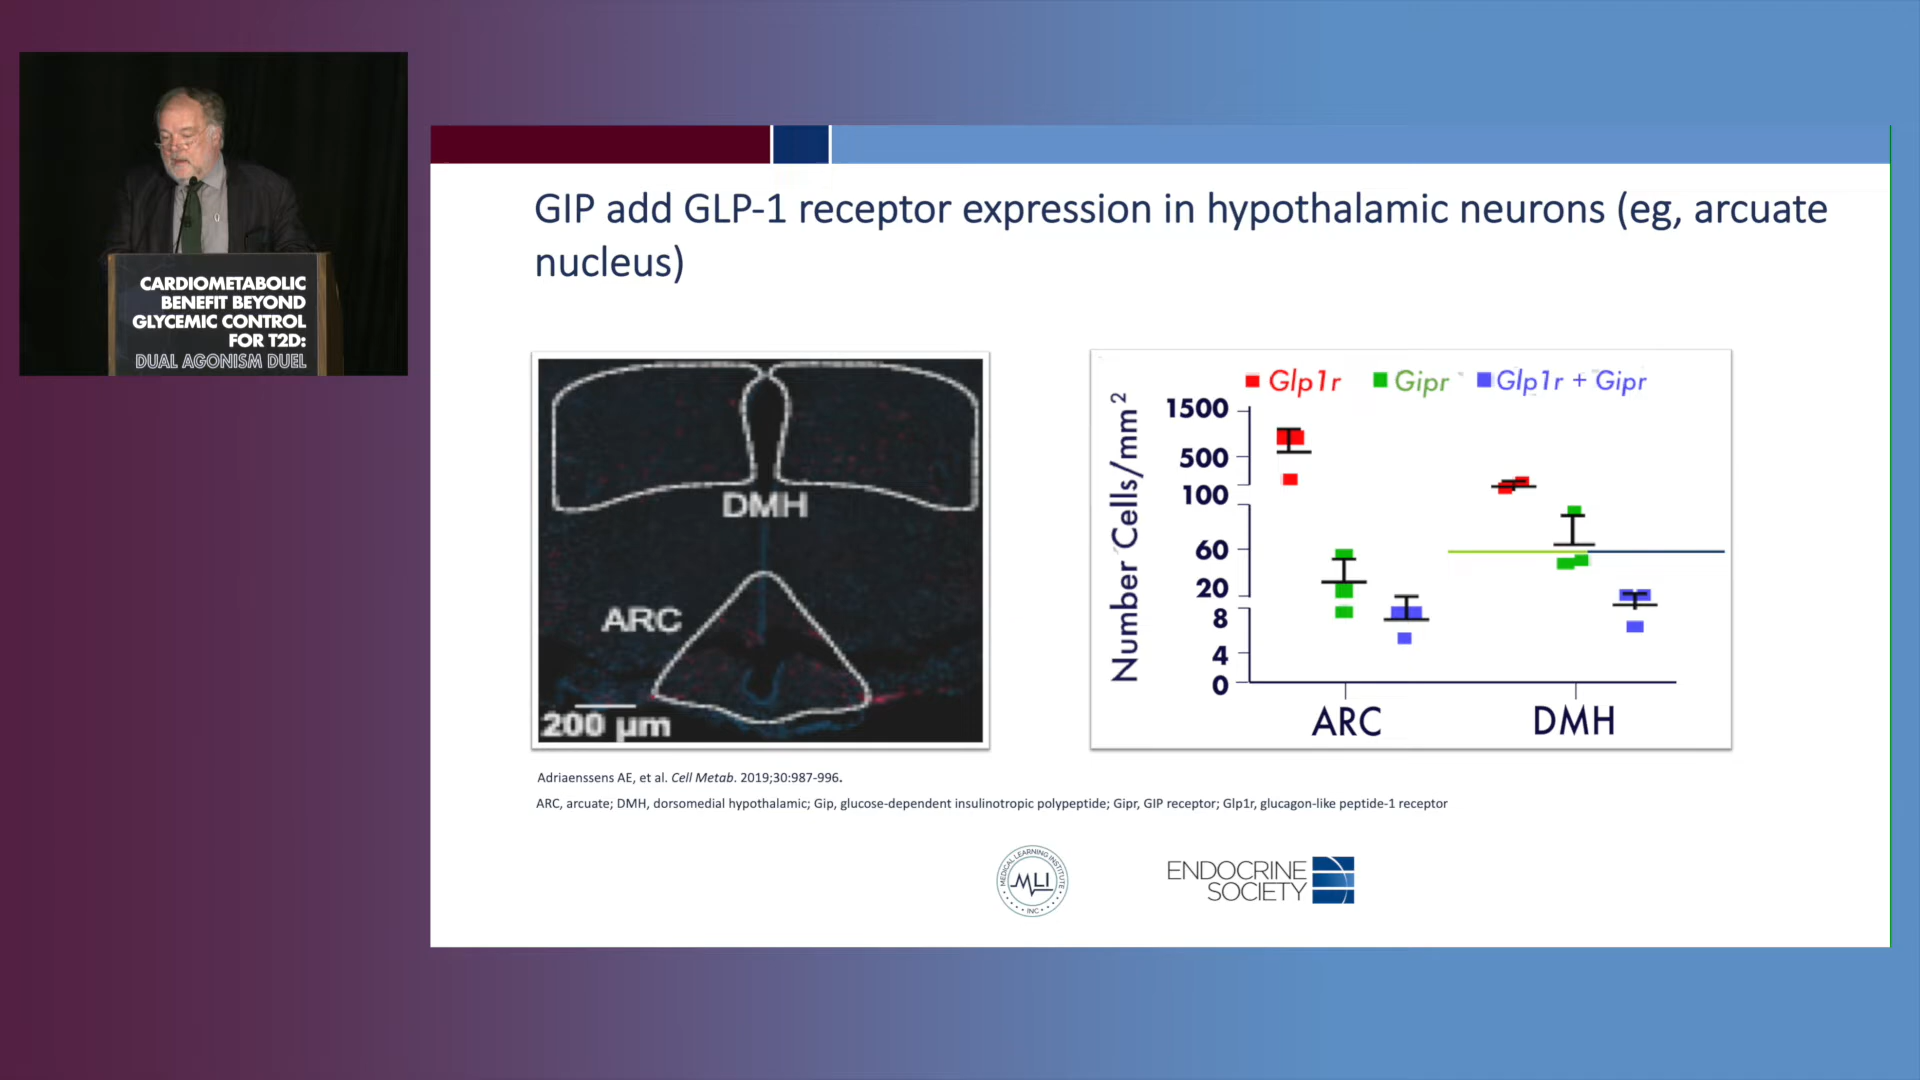 CARDIOMETABOLIC
BENEFIT BEYOND
GLYCEMIC CONTROL
FOR T2D:
DUAL AGONISM DUEL
GIP add GLP-1 receptor expression in hypothalamic neurons (eg, arcuate
nucleus)
DMH
ARC
200 µm
Glp1r Gipr Glp1r + Gipr
Number Cells/mm2
1500
500
100
60
20
8
4
0
ARC DMH
Adriaenssens AE, et al. Cell Metab. 2019;30:987-996.
ARC, arcuate; DMH, dorsomedial hypothalamic; Gip, glucose-dependent insulinotropic polypeptide; Gipr, GIP receptor; Glp1r, glucagon-like peptide-1 receptor
MEDICAL LEARNING INSTITUTE
MLI
INC
ENDOCRINE
SOCIETY